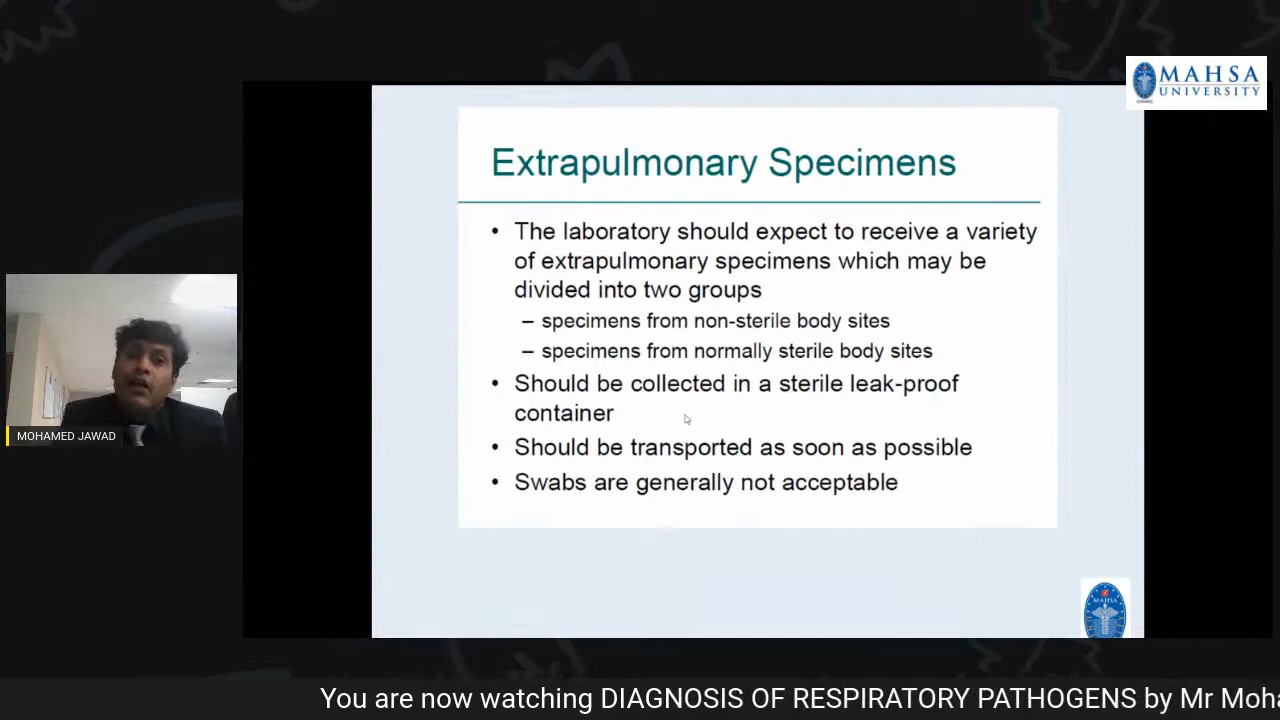 MAHSA
UNIVERSITY
Extrapulmonary Specimens
• The laboratory should expect to receive a variety
of extrapulmonary specimens which may be
divided into two groups
– specimens from non-sterile body sites
– specimens from normally sterile body sites
• Should be collected in a sterile leak-proof
container
• Should be transported as soon as possible
• Swabs are generally not acceptable
MOHAMED JAWAD
MAHSA
You are now watching DIAGNOSIS OF RESPIRATORY PATHOGENS by Mr Moha